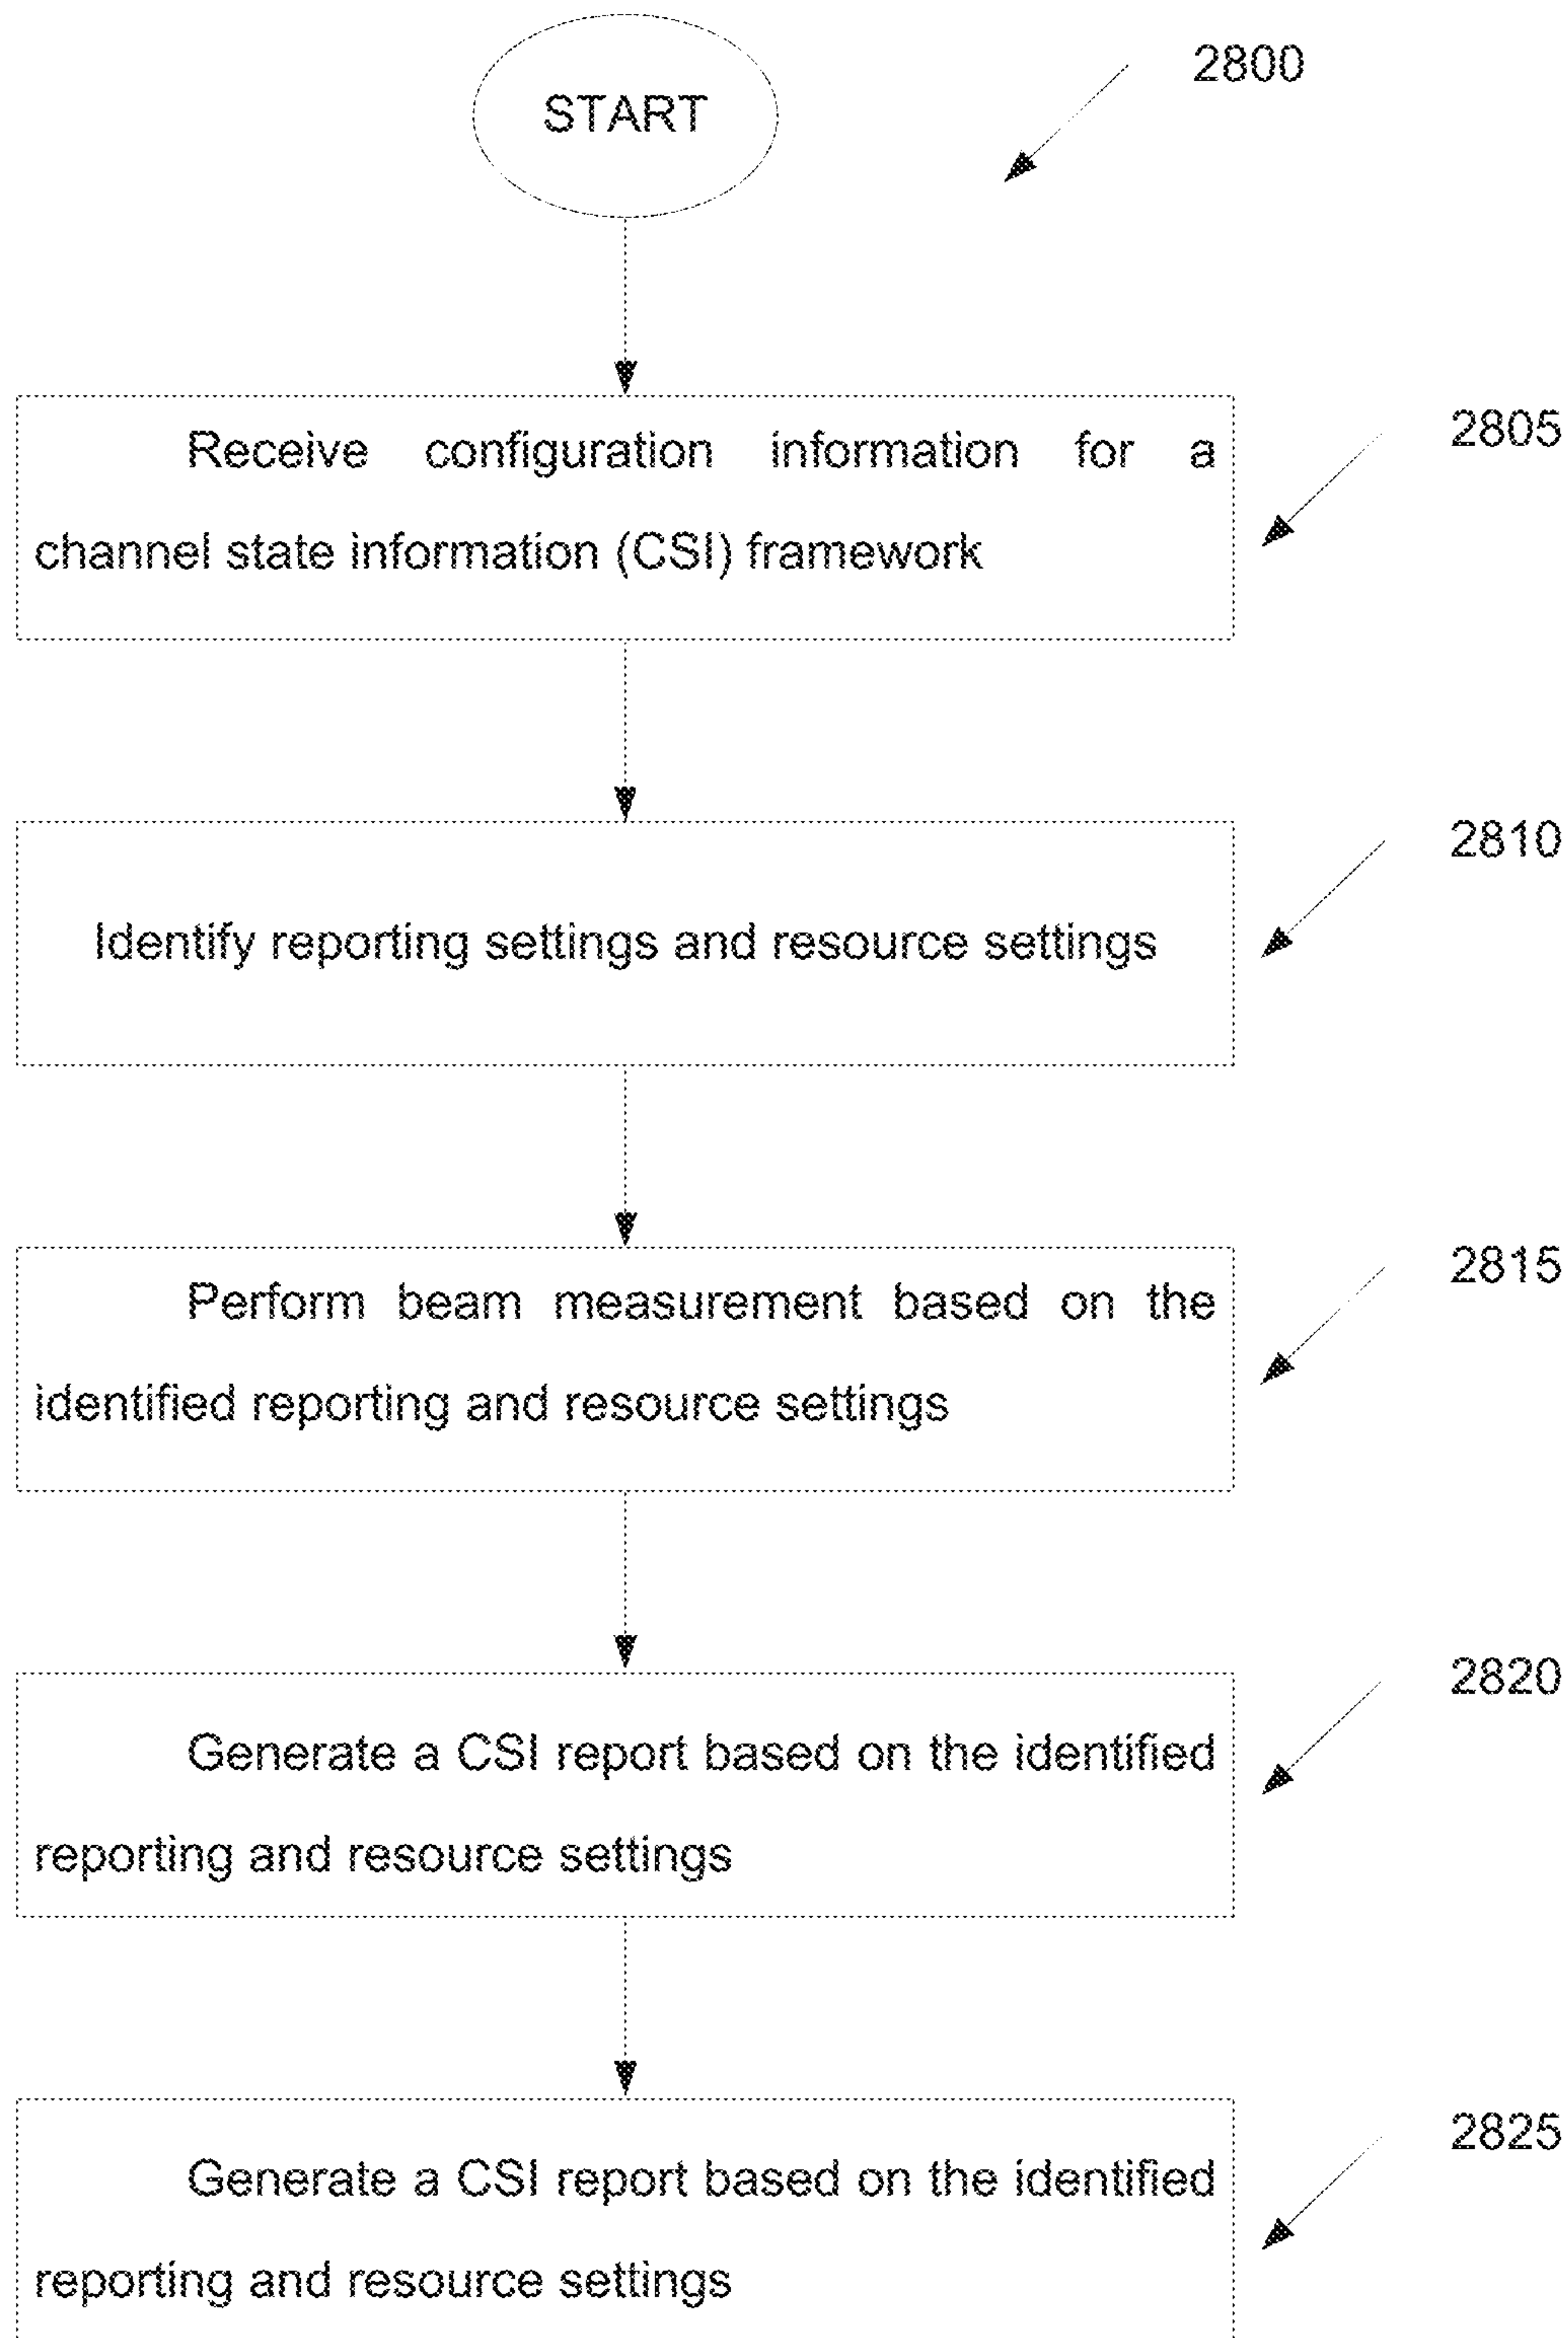 START
2800
Receive configuration information for a
channel state information (CSI) framework
2805
Identify reporting settings and resource settings
2810
Perform beam measurement based on the
identified reporting and resource settings
2815
Generate a CSI report based on the identified
reporting and resource settings
2820
Generate a CSI report based on the identified
reporting and resource settings
2825